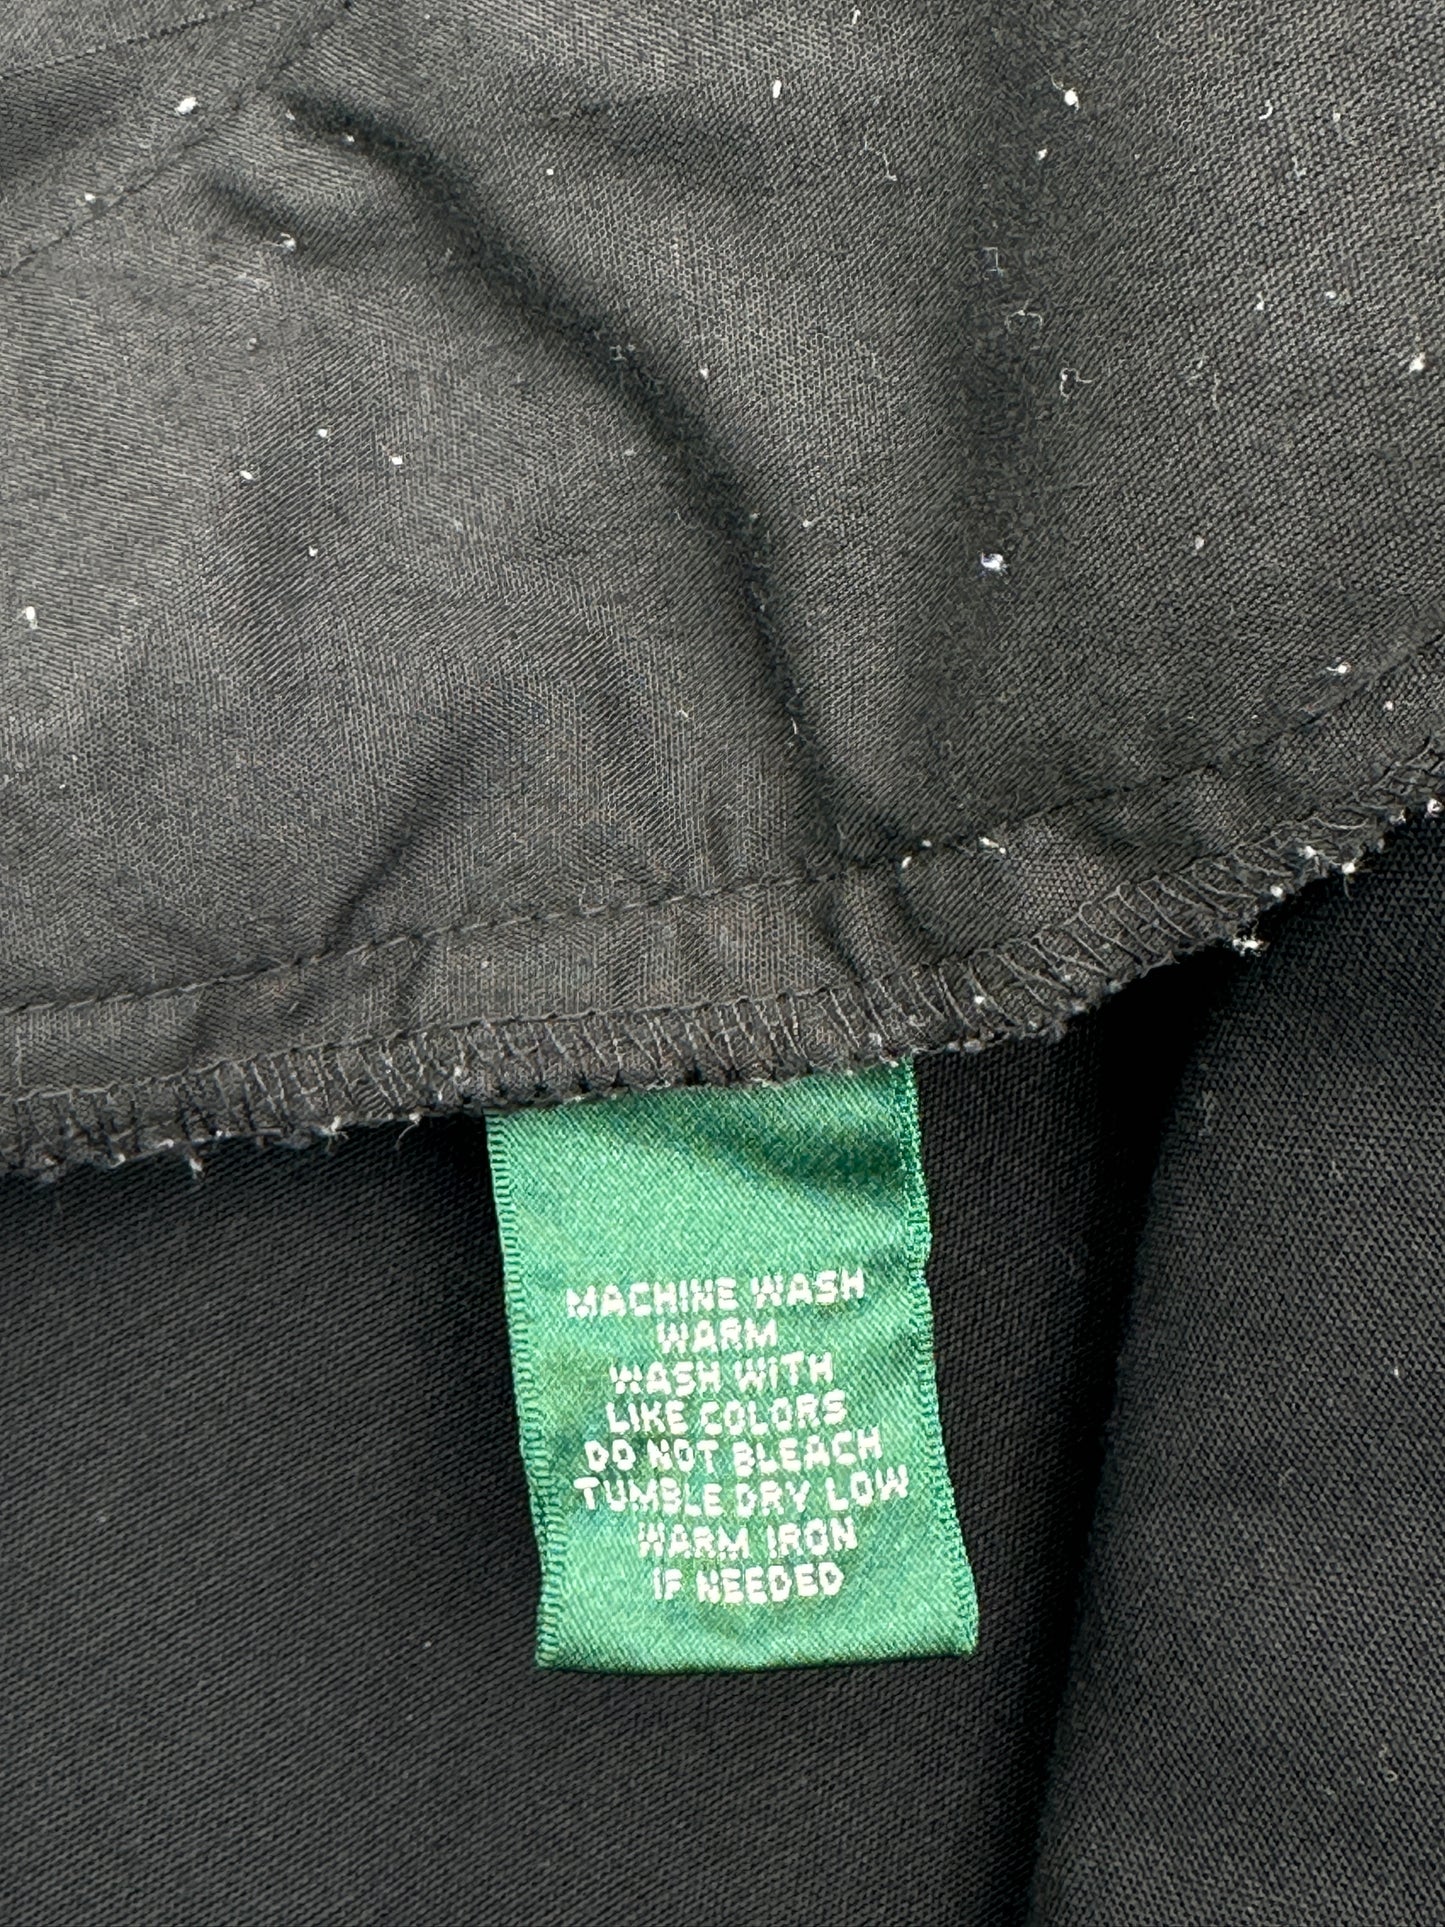 MACHINE WASH
WARM
WASH WITH
LIKE COLORS
DO NOT BLEACH
TUMBLE DRY LOW
WARM IRON
IF NEEDED